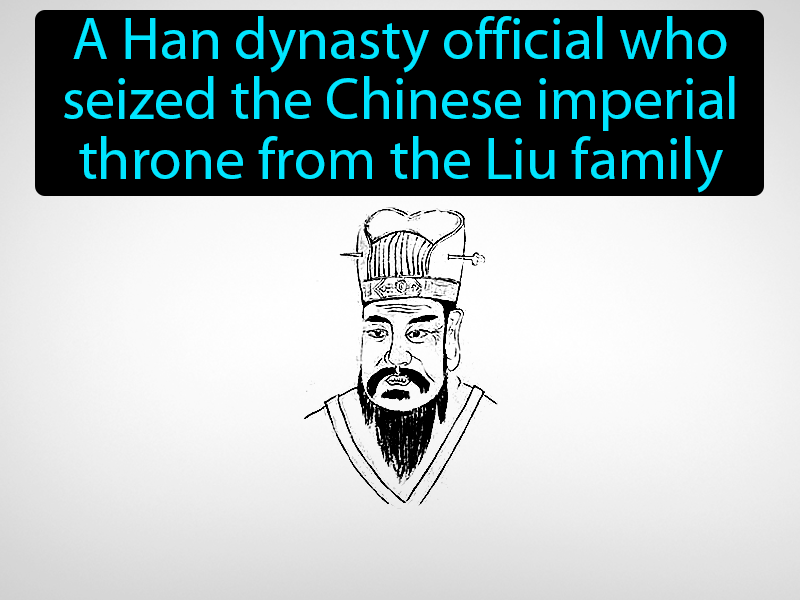 A Han dynasty official who
seized the Chinese imperial
throne from the Liu family